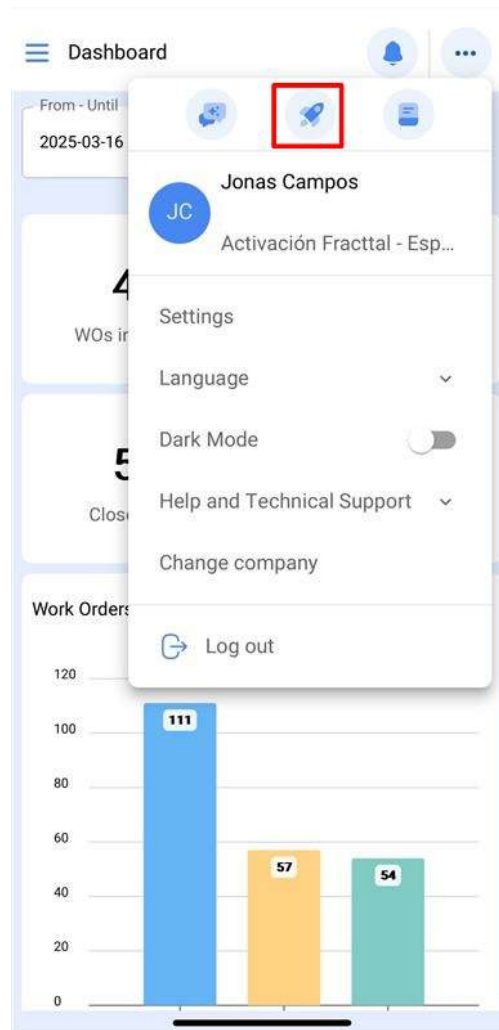 Dashboard
From - Until
2025-03-16
Jonas Campos
JC
Activación Fracttal - Esp...
WOs in
Settings
Language
Dark Mode
Help and Technical Support
Change company
Log out
Work Orders
120
100
80
60
40
20
0
111
57
54